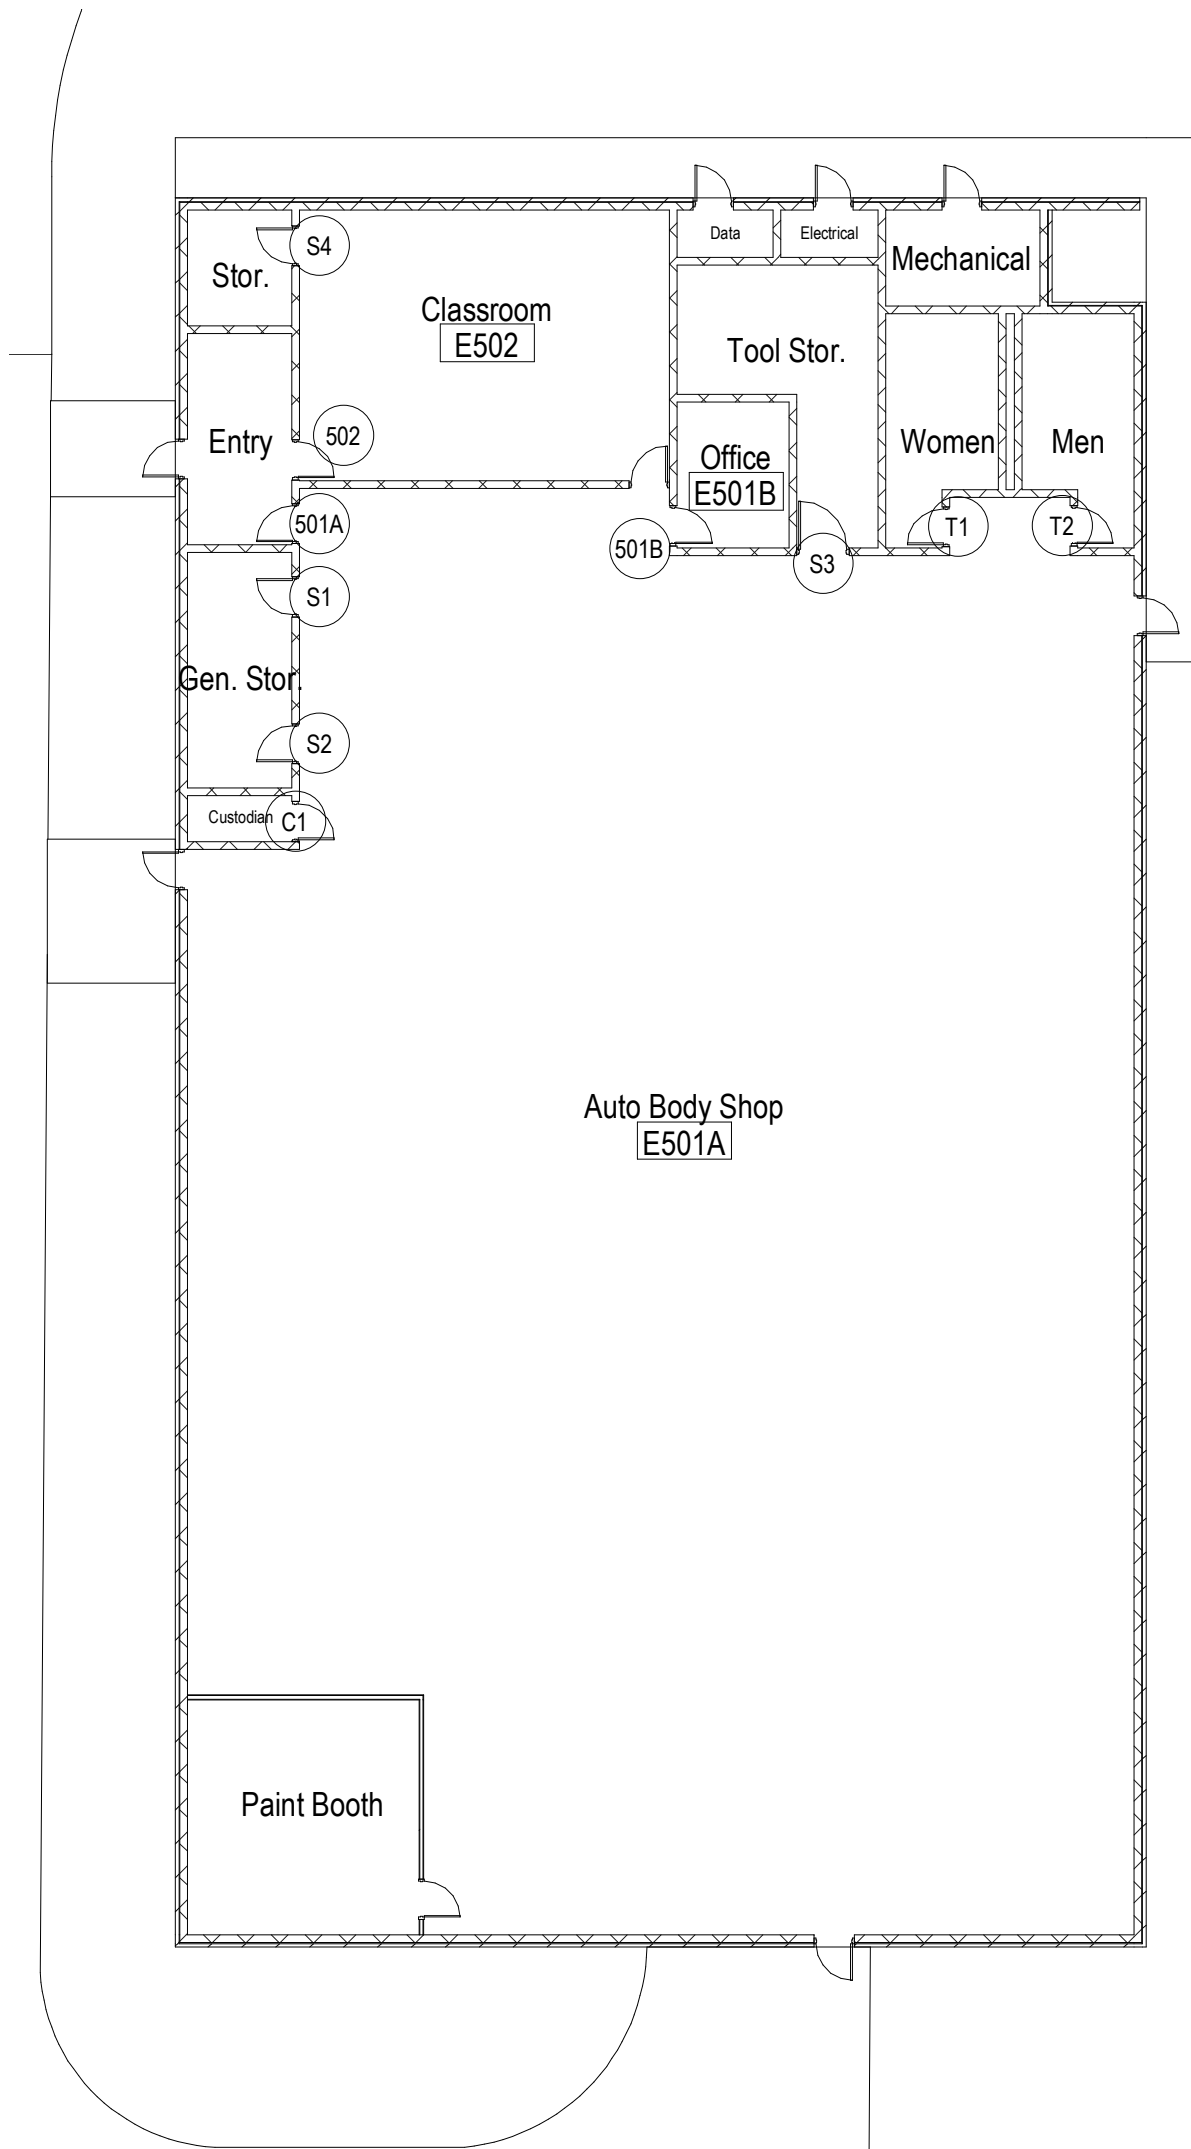 Data
Electrical
S4
Mechanical
Stor.
Classroom
E502
Tool Stor.
502
Entry
Women
Men
Office
E501B
501A
T1
T2
501B
S3
S1
Gen. Stor.
S2
Custodian
C1
Auto Body Shop
E501A
Paint Booth